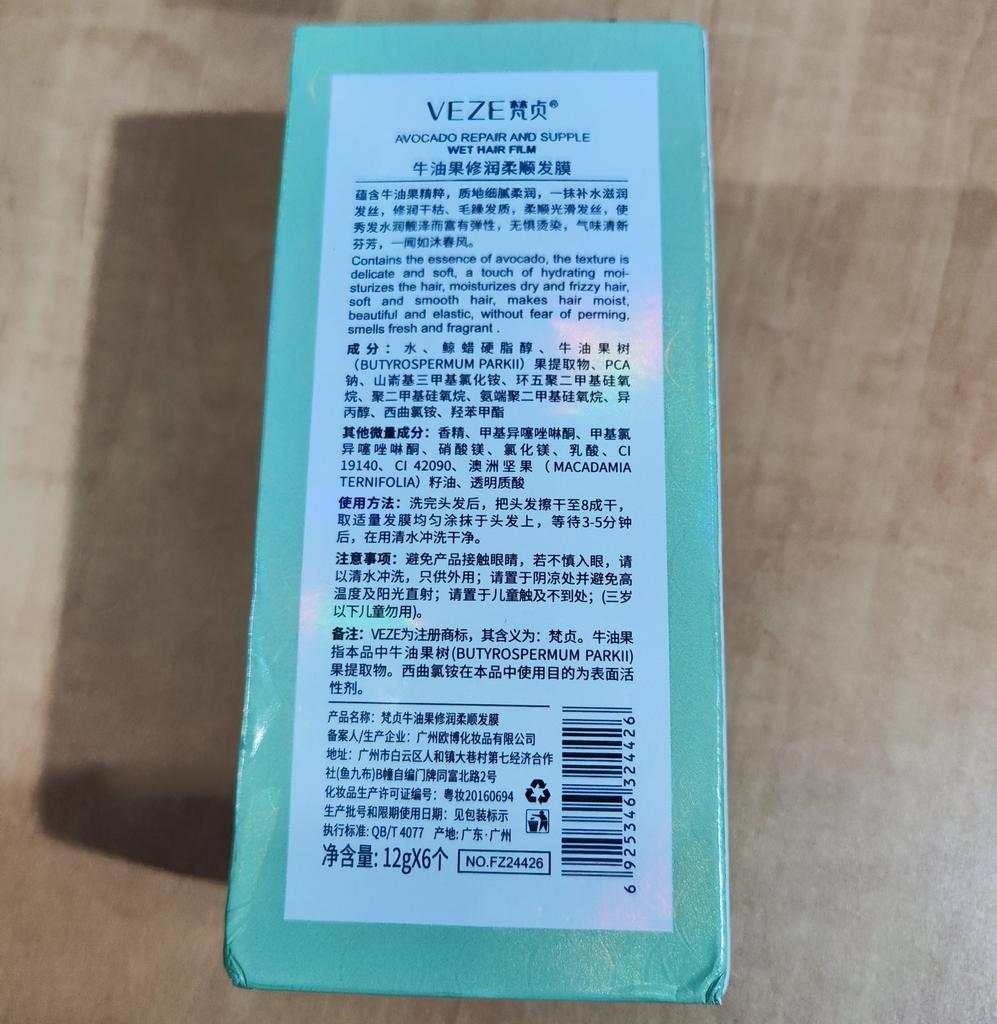 VEZE梵贞®
AVOCADO REPAIR AND SUPPLE
WET HAIR FILM
牛油果修润柔顺发膜
蕴含牛油果精粹，质地细腻柔润，一抹补水滋润
发丝，修润干枯、毛躁发质，柔顺光滑发丝，使
秀发水润靓泽而富有弹性，无惧烫染，气味清新
芬芳，一闻如沐春风。
Contains the essence of avocado, the texture is
delicate and soft, a touch of hydrating moi-
sturizes the hair, moisturizes dry and frizzy hair,
soft and smooth hair, makes hair moist,
beautiful and elastic, without fear of perming,
smells fresh and fragrant .
成分：水、鲸蜡硬脂醇、牛油果树
（BUTYROSPERMUM PARKII）果提取物、PCA
钠、山嵛基三甲基氯化铵、环五聚二甲基硅氧
烷、聚二甲基硅氧烷、氨端聚二甲基硅氧烷、异
丙醇、西曲氯铵、羟苯甲酯
其他微量成分：香精、甲基异噻唑啉酮、甲基氯
异噻唑啉酮、硝酸镁、氯化镁、乳酸、CI
19140、CI 42090、澳洲坚果（MACADAMIA
TERNIFOLIA）籽油、透明质酸
使用方法：洗完头发后，把头发擦干至8成干，
取适量发膜均匀涂抹于头发上，等待3-5分钟
后，在用清水冲洗干净。
注意事项：避免产品接触眼睛，若不慎入眼，请
以清水冲洗，只供外用；请置于阴凉处并避免高
温度及阳光直射；请置于儿童触及不到处；(三岁
以下儿童勿用)。
备注：VEZE为注册商标，其含义为：梵贞。牛油果
指本品中牛油果树(BUTYROSPERMUM PARKII)
果提取物。西曲氯铵在本品中使用目的为表面活
性剂。
产品名称：梵贞牛油果修润柔顺发膜
备案人/生产企业：广州欧博化妆品有限公司
地址：广州市白云区人和镇大巷村第七经济合作
社(鱼九布)B幢自编门牌同富北路2号
化妆品生产许可证编号：粤妆20160694
生产批号和限期使用日期：见包装标示
执行标准: QB/T 4077 产地: 广东·广州
净含量: 12gX6个 NO.FZ24426
6 925346 324426